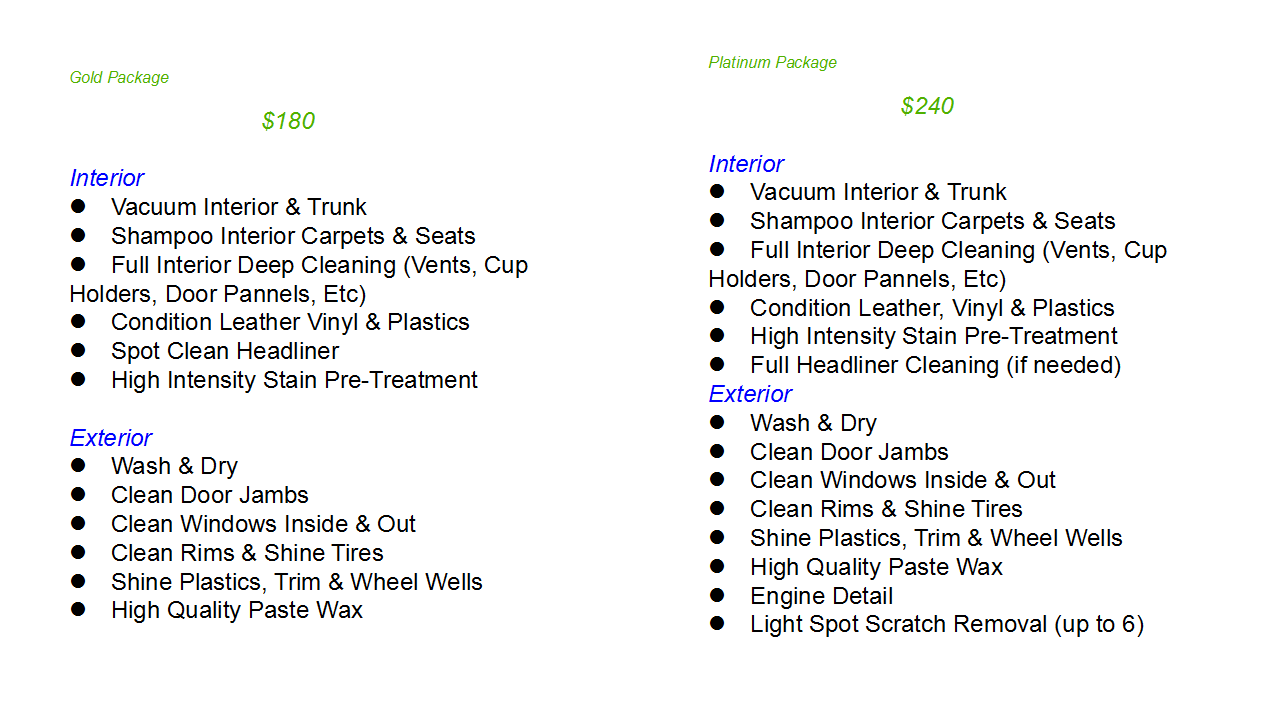 Gold Package
$180
Interior
● Vacuum Interior & Trunk
● Shampoo Interior Carpets & Seats
● Full Interior Deep Cleaning (Vents, Cup
Holders, Door Pannels, Etc)
● Condition Leather Vinyl & Plastics
● Spot Clean Headliner
● High Intensity Stain Pre-Treatment
Exterior
● Wash & Dry
● Clean Door Jambs
● Clean Windows Inside & Out
● Clean Rims & Shine Tires
● Shine Plastics, Trim & Wheel Wells
● High Quality Paste Wax
Platinum Package
$240
Interior
● Vacuum Interior & Trunk
● Shampoo Interior Carpets & Seats
● Full Interior Deep Cleaning (Vents, Cup
Holders, Door Pannels, Etc)
● Condition Leather, Vinyl & Plastics
● High Intensity Stain Pre-Treatment
● Full Headliner Cleaning (if needed)
Exterior
● Wash & Dry
● Clean Door Jambs
● Clean Windows Inside & Out
● Clean Rims & Shine Tires
● Shine Plastics, Trim & Wheel Wells
● High Quality Paste Wax
● Engine Detail
● Light Spot Scratch Removal (up to 6)